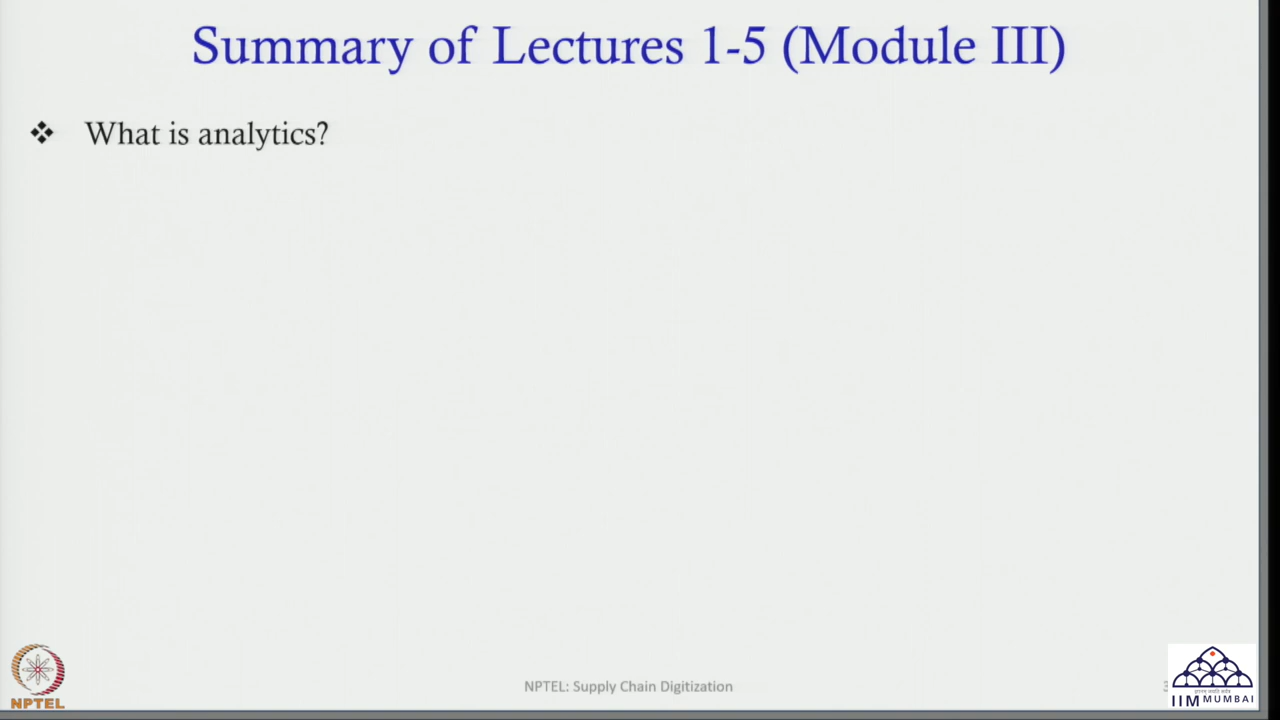 Summary of Lectures 1-5 (Module III)
❖ What is analytics?
NPTEL
NPTEL: Supply Chain Digitization
IIM MUMBAI